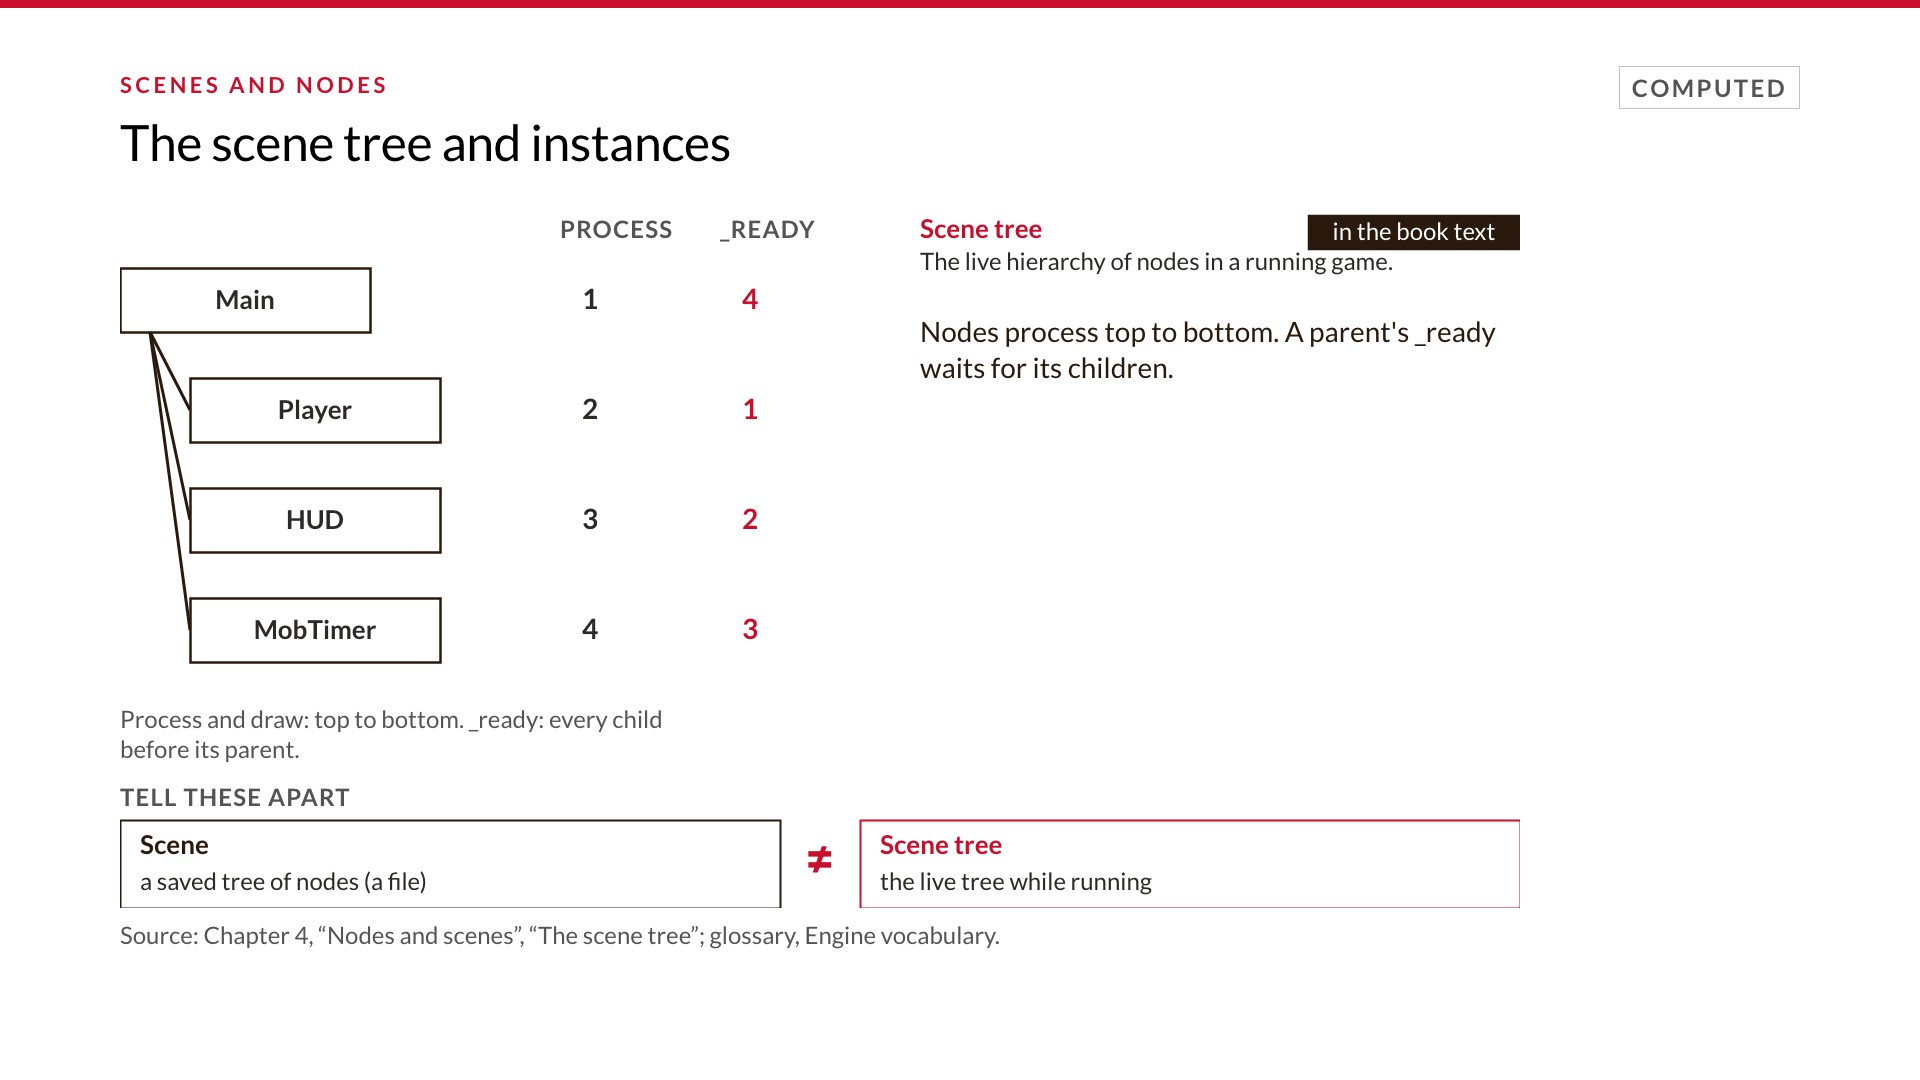 SCENES AND NODES
COMPUTED
The scene tree and instances
PROCESS _READY
Main 1 4
Player 2 1
HUD 3 2
MobTimer 4 3
Process and draw: top to bottom. _ready: every child
before its parent.
Scene tree
in the book text
The live hierarchy of nodes in a running game.
Nodes process top to bottom. A parent's _ready
waits for its children.
TELL THESE APART
Scene
a saved tree of nodes (a file)
≠
Scene tree
the live tree while running
Source: Chapter 4, “Nodes and scenes”, “The scene tree”; glossary, Engine vocabulary.